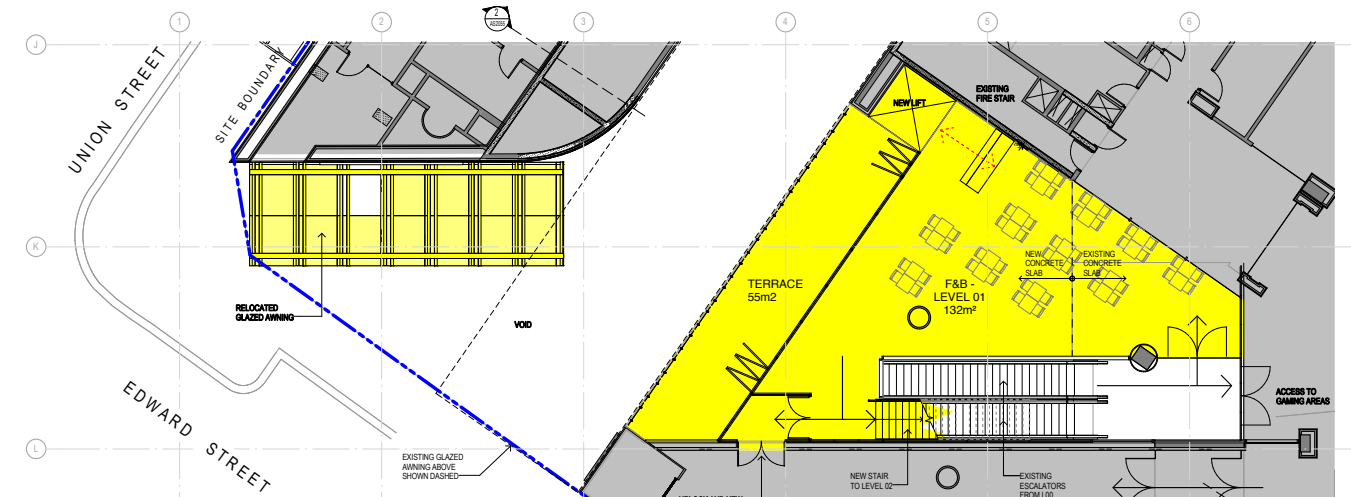 1
2
3
4
5
6
2
AS2055
J
K
L
UNION STREET
SITE BOUNDAR
NEW LIFT
EXISTING
FIRE STAIR
RELOCATED
GLAZED AWNING
VOID
TERRACE
55m2
F&B -
LEVEL 01
132m²
NEW
CONCRETE
SLAB
EXISTING
CONCRETE
SLAB
EDWARD STREET
ACCESS TO
GAMING AREAS
EXISTING GLAZED
AWNING ABOVE
SHOWN DASHED
NEW STAIR
TO LEVEL 02
EXISTING
ESCALATORS
FROM L00